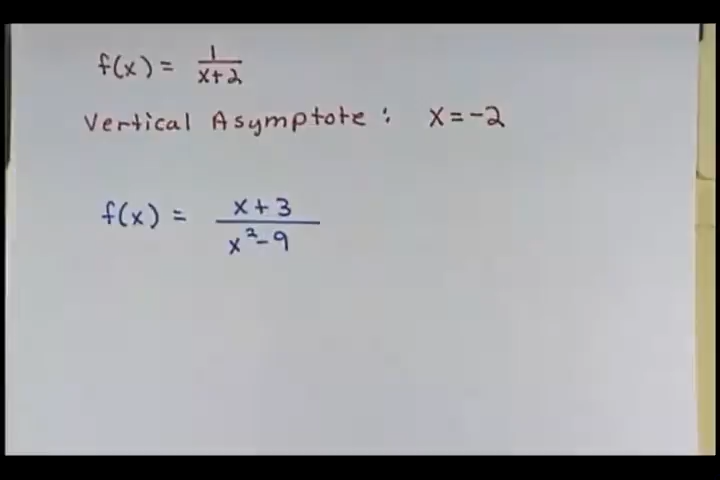 f(x) = 1/(x+2)
Vertical Asymptote : x = -2
f(x) = (x+3)/(x²-9)